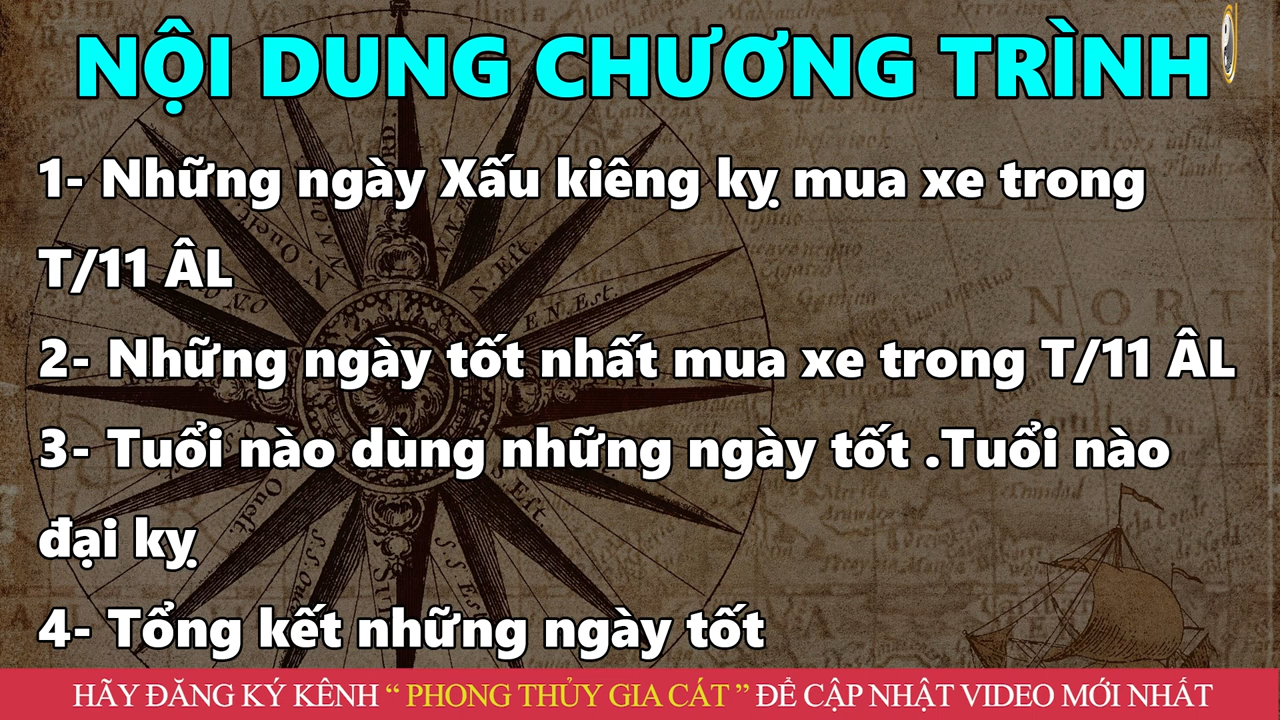 NỘI DUNG CHƯƠNG TRÌNH
1- Những ngày Xấu kiêng kỵ mua xe trong
T/11 ÂL
2- Những ngày tốt nhất mua xe trong T/11 ÂL
3- Tuổi nào dùng những ngày tốt .Tuổi nào
đại kỵ
4- Tổng kết những ngày tốt
NORT
HÃY ĐĂNG KÝ KÊNH “ PHONG THỦY GIA CÁT ” ĐỂ CẬP NHẬT VIDEO MỚI NHẤT